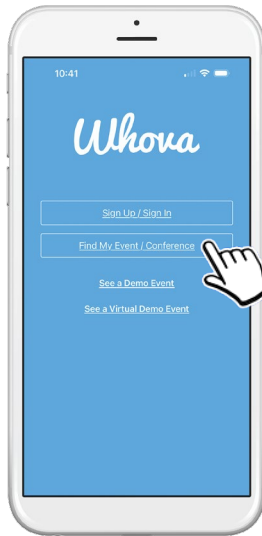 10:41
Whova
Sign Up / Sign In
Find My Event / Conference
See a Demo Event
See a Virtual Demo Event